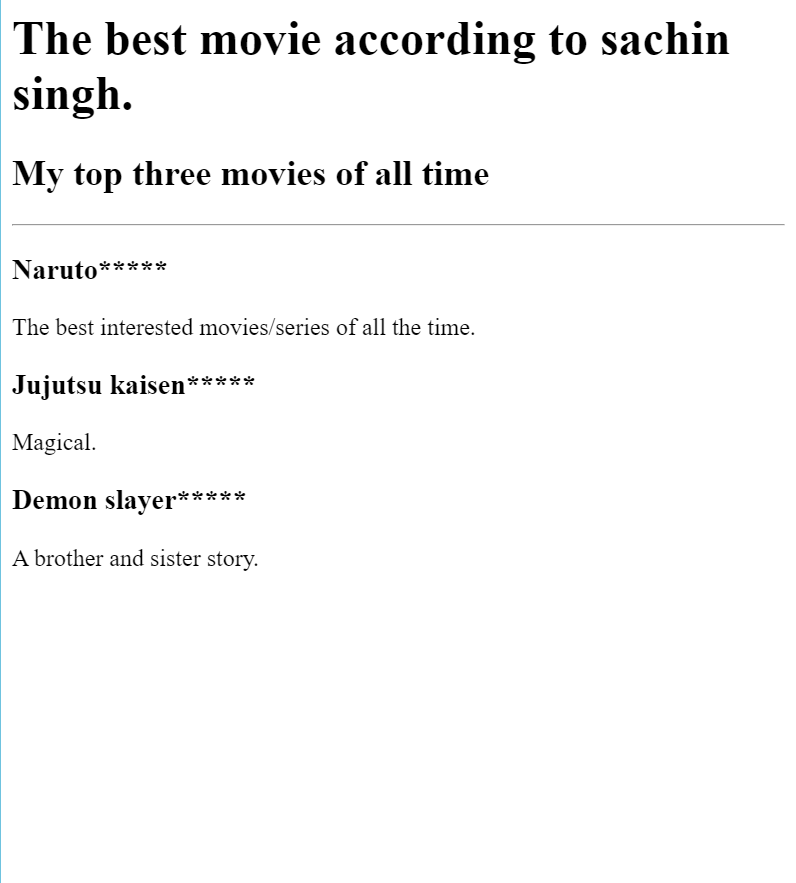 The best movie according to sachin
singh.
My top three movies of all time
Naruto*****
The best interested movies/series of all the time.
Jujutsu kaisen*****
Magical.
Demon slayer*****
A brother and sister story.